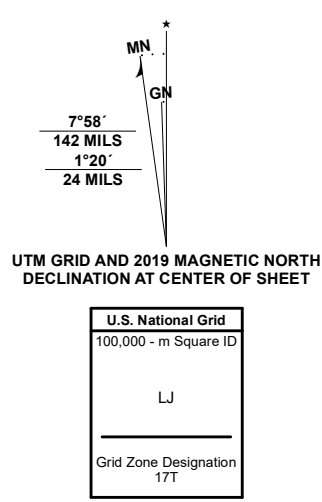 MN
GN
7°58´
142 MILS
1°20´
24 MILS
UTM GRID AND 2019 MAGNETIC NORTH
DECLINATION AT CENTER OF SHEET
U.S. National Grid
100,000 - m Square ID
LJ
Grid Zone Designation
17T